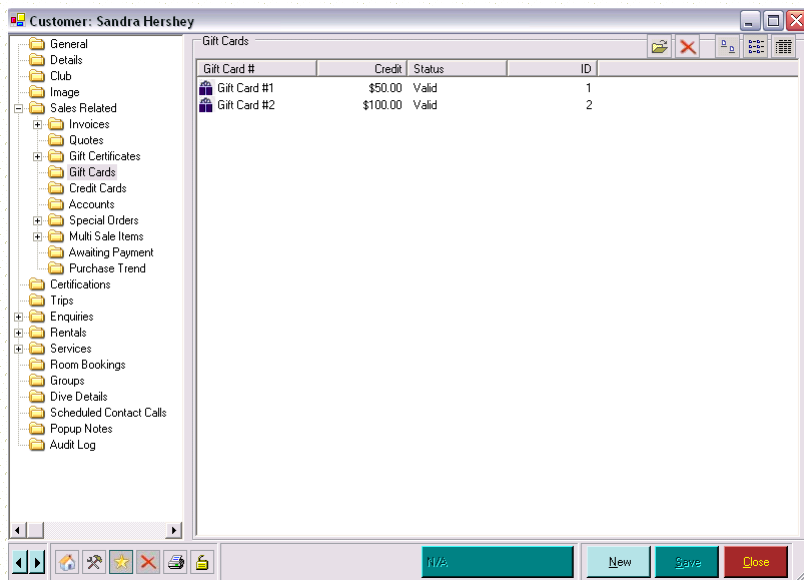 Customer: Sandra Hershey
General
Details
Club
Image
Sales Related
Invoices
Quotes
Gift Certificates
Gift Cards
Credit Cards
Accounts
Special Orders
Multi Sale Items
Awaiting Payment
Purchase Trend
Certifications
Trips
Enquiries
Rentals
Services
Room Bookings
Groups
Dive Details
Scheduled Contact Calls
Popup Notes
Audit Log
Gift Cards
Gift Card # Credit Status ID
Gift Card #1 $50.00 Valid 1
Gift Card #2 $100.00 Valid 2
N/A New Save Close